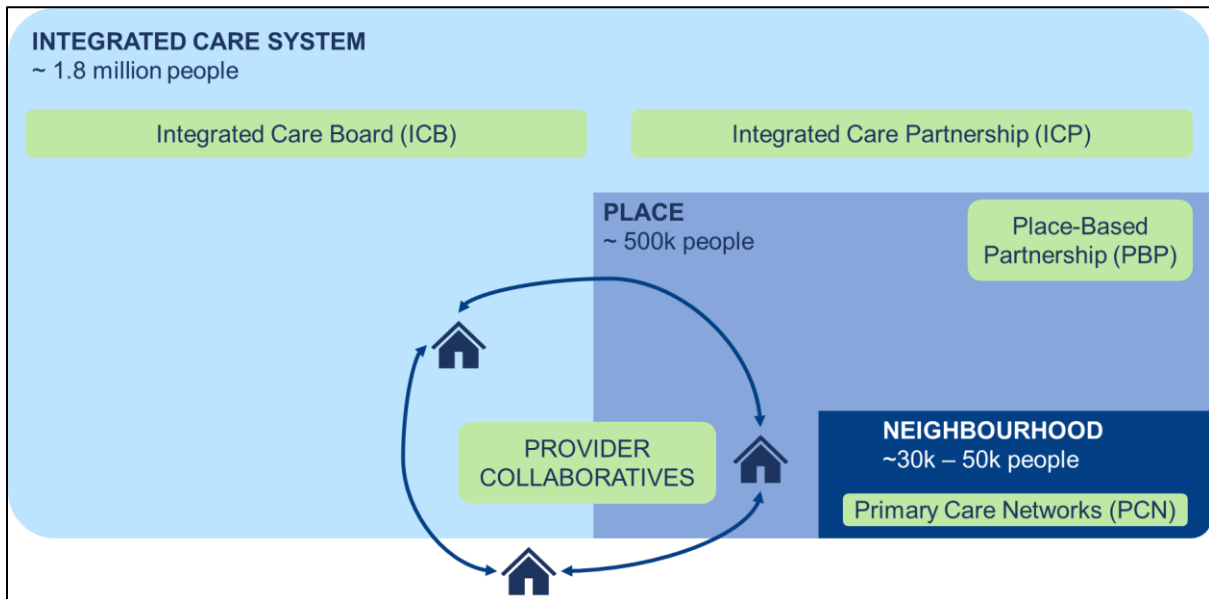 INTEGRATED CARE SYSTEM
~ 1.8 million people
Integrated Care Board (ICB)
Integrated Care Partnership (ICP)
PLACE
~ 500k people
Place-Based
Partnership (PBP)
PROVIDER
COLLABORATIVES
NEIGHBOURHOOD
~30k – 50k people
Primary Care Networks (PCN)